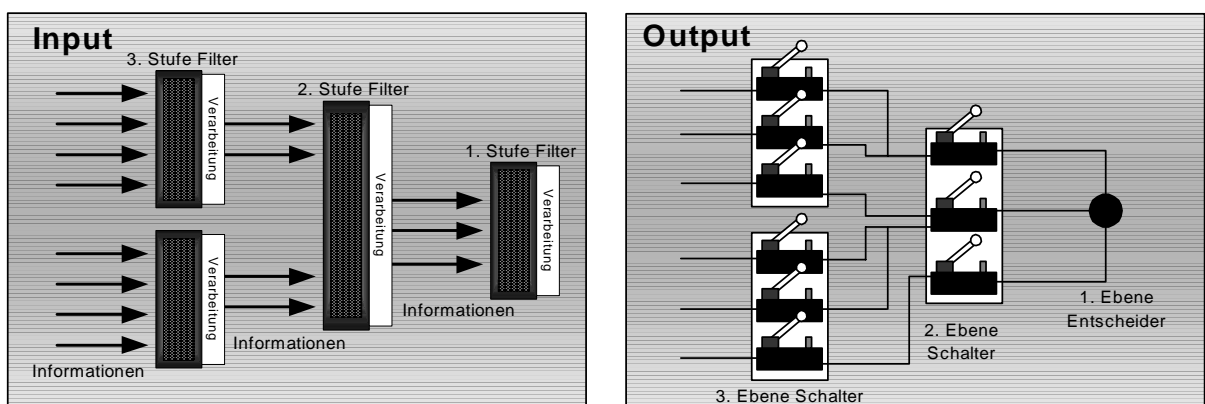 Input
3. Stufe Filter
Verarbeitung
2. Stufe Filter
Verarbeitung
1. Stufe Filter
Verarbeitung
Verarbeitung
Informationen
Informationen
Informationen
Output
1. Ebene
Entscheider
2. Ebene
Schalter
3. Ebene Schalter